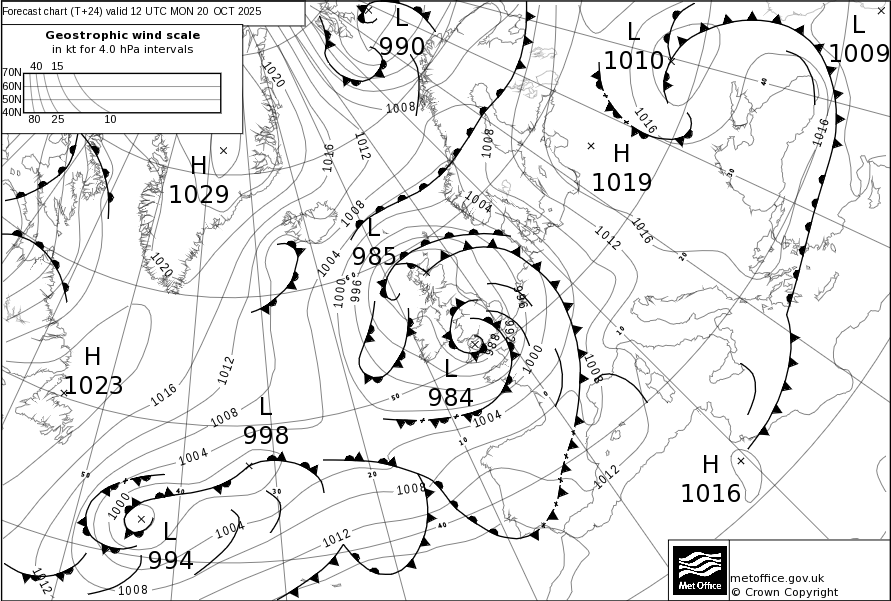 Forecast chart (T+24) valid 12 UTC MON 20 OCT 2025
Geostrophic wind scale
in kt for 4.0 hPa intervals
40 15
70N
60N
50N
40N
80 25 10
L
990
L
1010
L
1009
H
1029
H
1019
L
985
H
1023
L
984
L
998
H
1016
L
994
1020
1008
1016
1012
1008
1004
1016
1016
1008
1004
1012
1016
1020
1000
996
996
992
988
1000
1008
1012
1016
1008
1004
1004
1000
1004
1008
1012
1012
1012
1008
40
30
20
10
0
60
50
10
50
40
30
20
40
metoffice.gov.uk
© Crown Copyright
Met Office